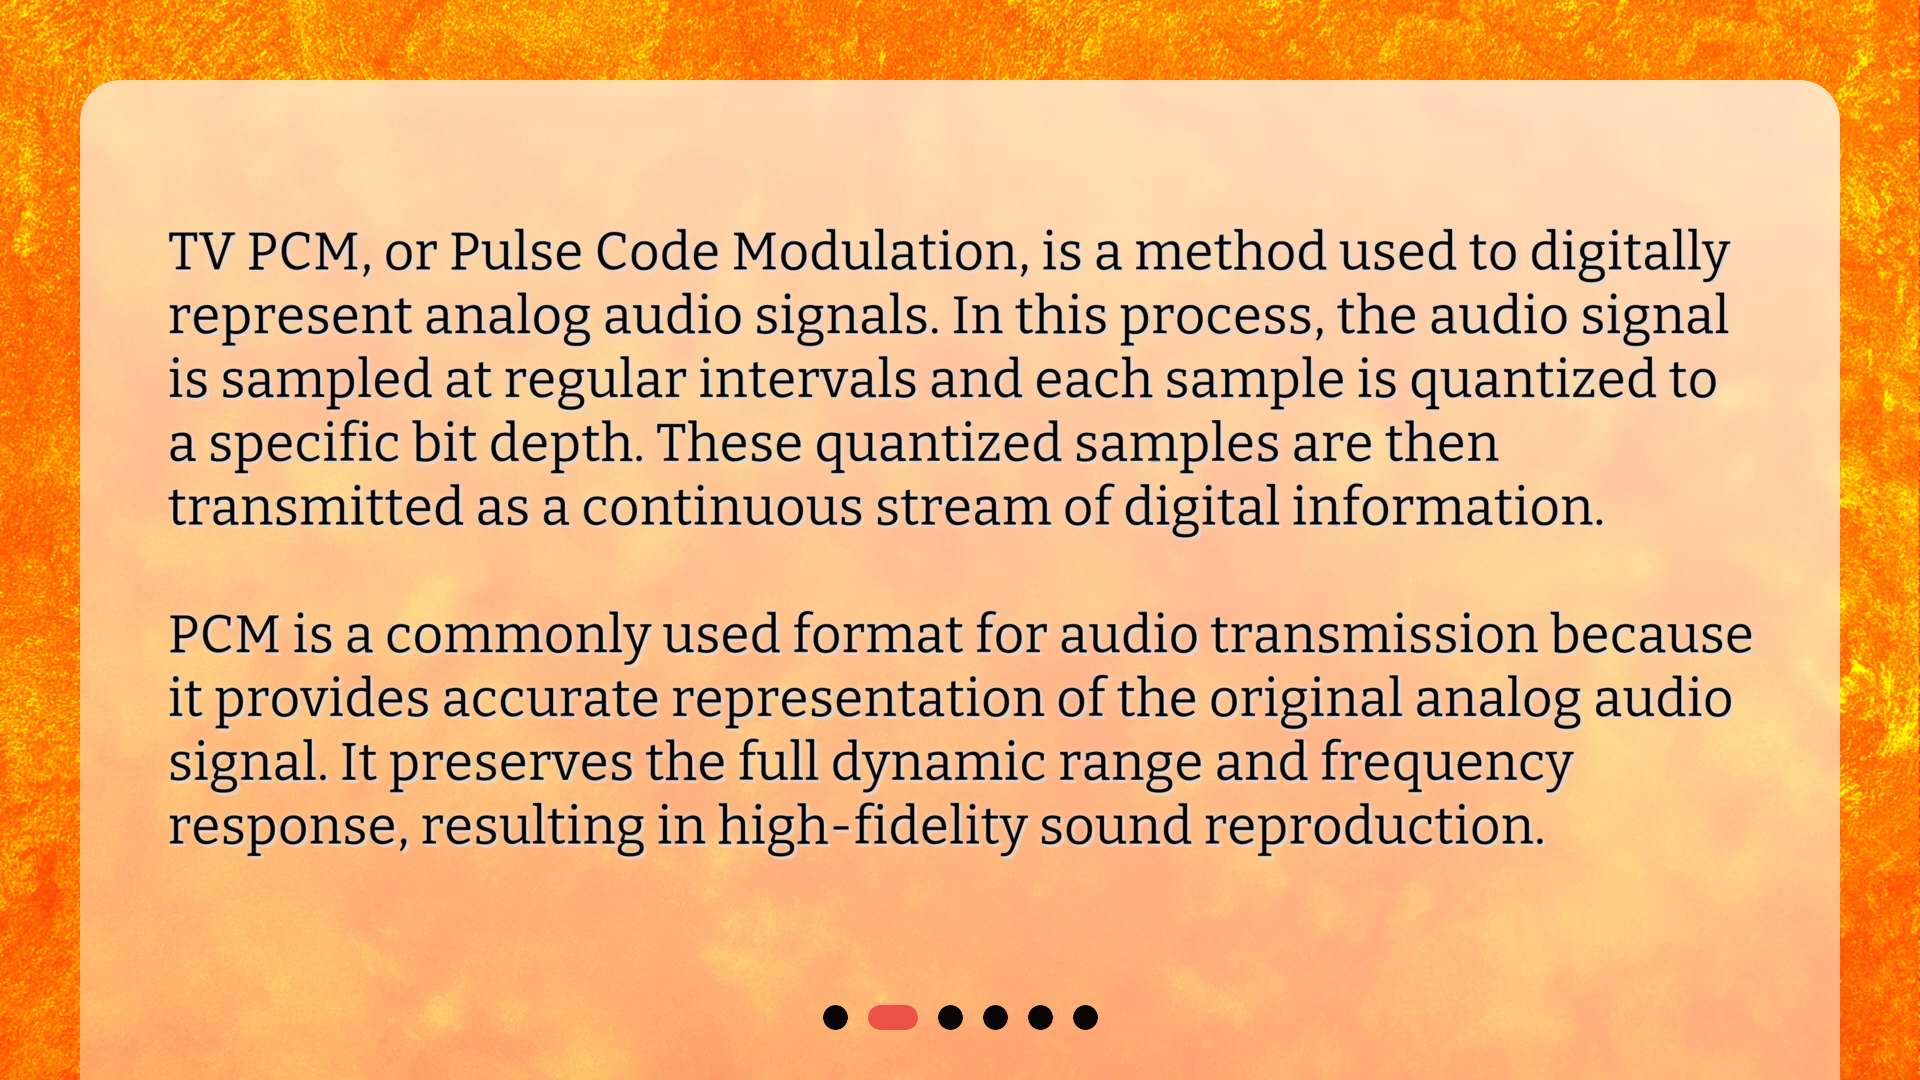 TV PCM, or Pulse Code Modulation, is a method used to digitally
represent analog audio signals. In this process, the audio signal
is sampled at regular intervals and each sample is quantized to
a specific bit depth. These quantized samples are then
transmitted as a continuous stream of digital information.
PCM is a commonly used format for audio transmission because
it provides accurate representation of the original analog audio
signal. It preserves the full dynamic range and frequency
response, resulting in high-fidelity sound reproduction.